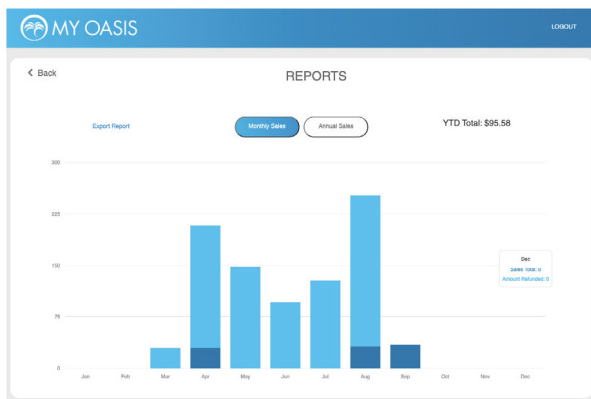 MY OASIS
LOGOUT
Back
REPORTS
Export Report
Monthly Sales
Annual Sales
YTD Total: $95.58
300
225
150
75
0
Dec
Sales Total: 0
Amount Refunded: 0
Jan Feb Mar Apr May Jun Jul Aug Sep Oct Nov Dec